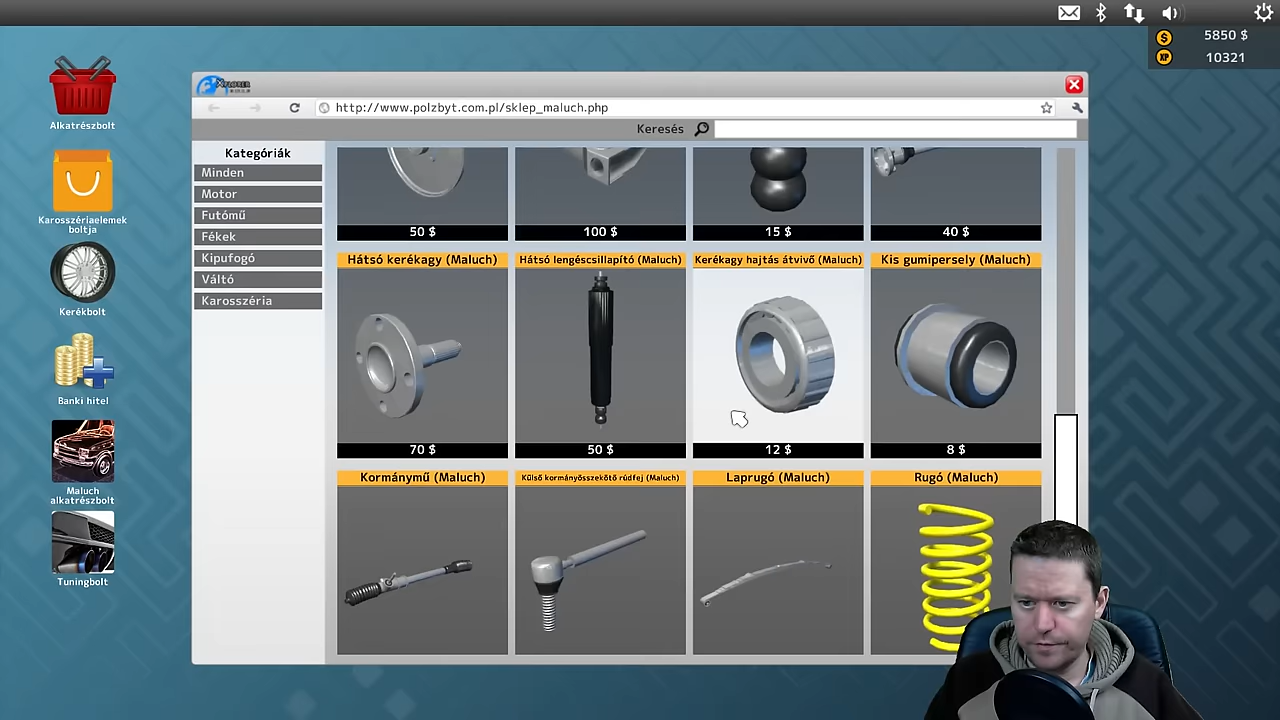 5850 $
10321
http://www.polzbyt.com.pl/sklep_maluch.php
Keresés
Alkatrészbolt
Karosszériaelemek
boltja
Kerékbolt
Banki hitel
Maluch
alkatrészbolt
Tuningbolt
Kategóriák
Minden
Motor
Futómű
Fékek
Kipufogó
Váltó
Karosszéria
50 $
100 $
15 $
40 $
Hátsó kerékagy (Maluch)
Hátsó lengéscsillapító (Maluch)
Kerékagy hajtás átvivő (Maluch)
Kis gumipersely (Maluch)
70 $
50 $
12 $
8 $
Kormánymű (Maluch)
Külső kormányösszekötő rúdfej (Maluch)
Laprugó (Maluch)
Rugó (Maluch)